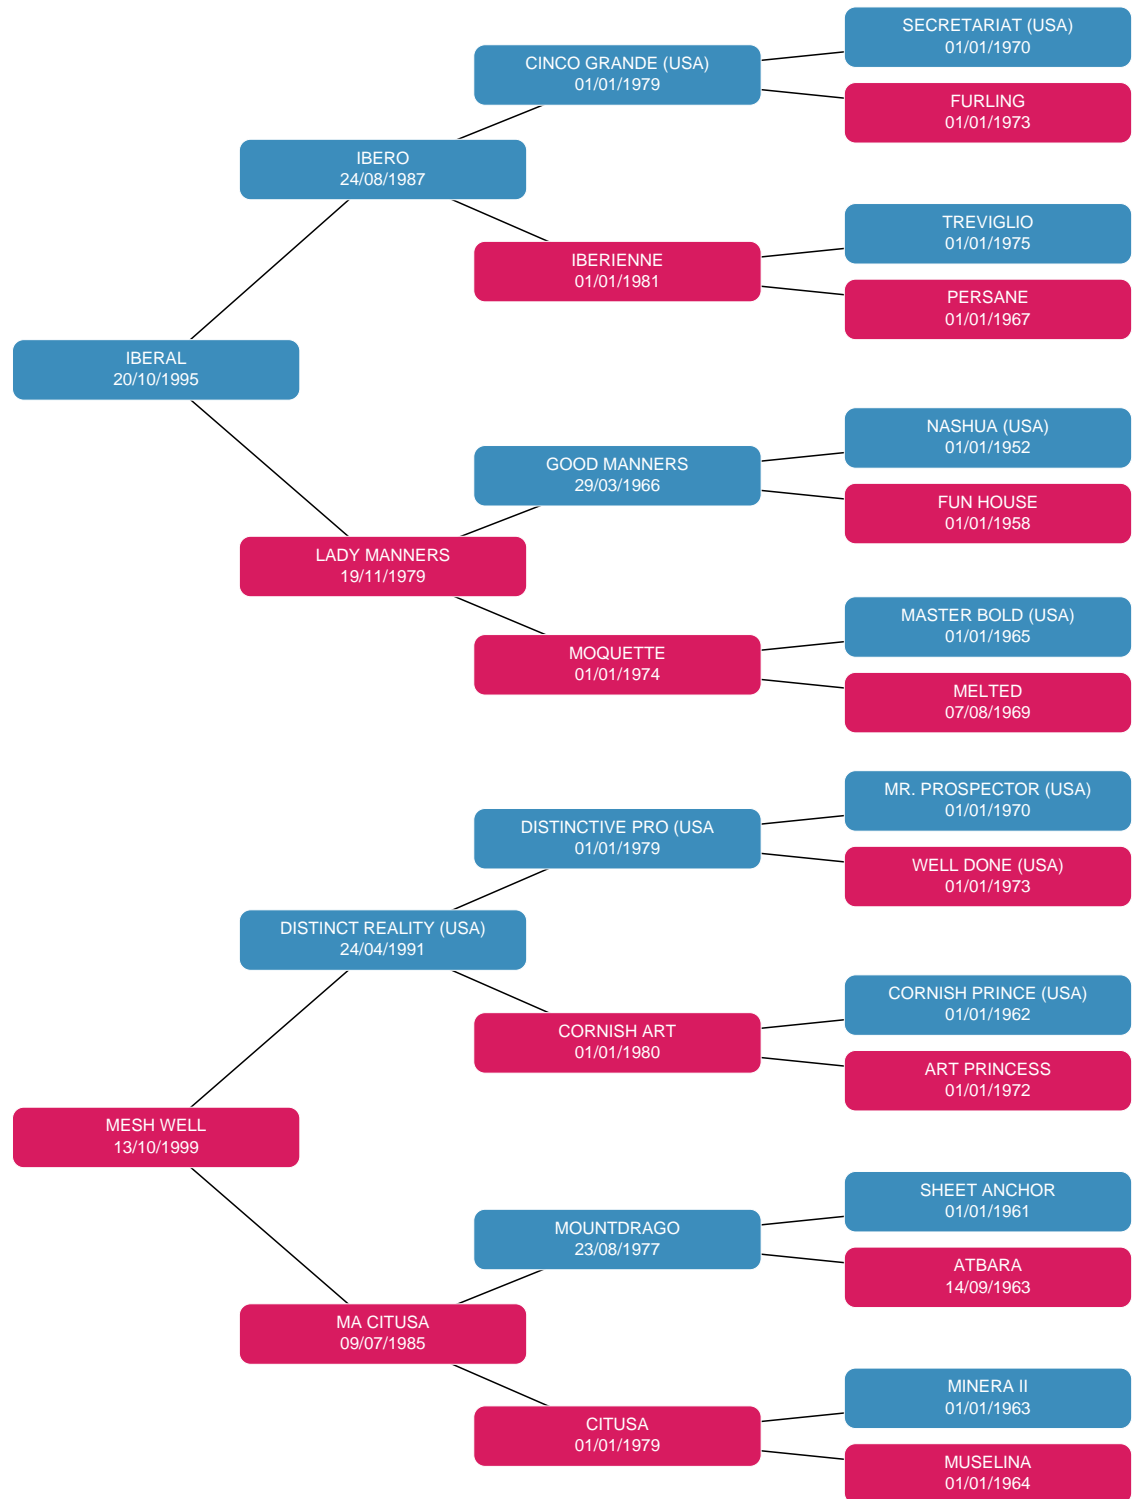 SECRETARIAT (USA)
01/01/1970
CINCO GRANDE (USA)
01/01/1979
FURLING
01/01/1973
IBERO
24/08/1987
TREVIGLIO
01/01/1975
IBERIENNE
01/01/1981
PERSANE
01/01/1967
IBERAL
20/10/1995
NASHUA (USA)
01/01/1952
GOOD MANNERS
29/03/1966
FUN HOUSE
01/01/1958
LADY MANNERS
19/11/1979
MASTER BOLD (USA)
01/01/1965
MOQUETTE
01/01/1974
MELTED
07/08/1969
MR. PROSPECTOR (USA)
01/01/1970
DISTINCTIVE PRO (USA
01/01/1979
WELL DONE (USA)
01/01/1973
DISTINCT REALITY (USA)
24/04/1991
CORNISH PRINCE (USA)
01/01/1962
CORNISH ART
01/01/1980
ART PRINCESS
01/01/1972
MESH WELL
13/10/1999
SHEET ANCHOR
01/01/1961
MOUNTDRAGO
23/08/1977
ATBARA
14/09/1963
MA CITUSA
09/07/1985
MINERA II
01/01/1963
CITUSA
01/01/1979
MUSELINA
01/01/1964